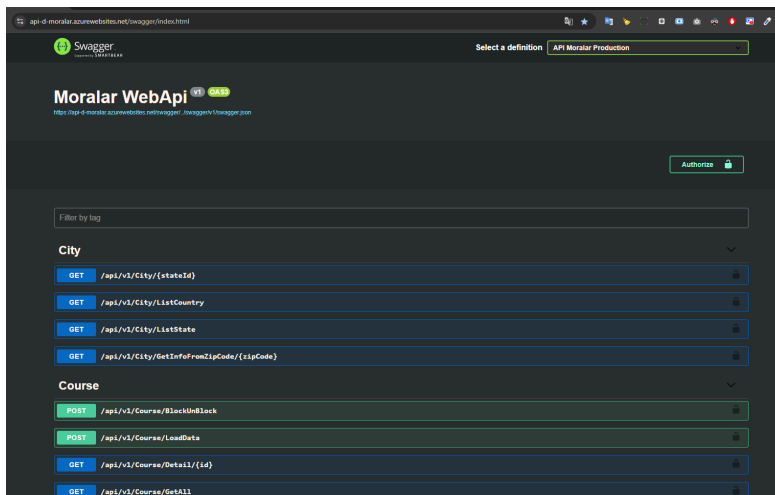 api-d-moralar.azurewebsites.net/swagger/index.html
Swagger
Supported by SMARTBEAR
Select a definition
API Moralar Production
Moralar WebApi v1 OAS3
https://api-d-moralar.azurewebsites.net/swagger/../swagger/v1/swagger.json
Authorize
Filter by tag
City
GET /api/v1/City/{stateId}
GET /api/v1/City/ListCountry
GET /api/v1/City/ListState
GET /api/v1/City/GetInfoFromZipCode/{zipCode}
Course
POST /api/v1/Course/BlockUnBlock
POST /api/v1/Course/LoadData
GET /api/v1/Course/Detail/{id}
GET /api/v1/Course/GetAll